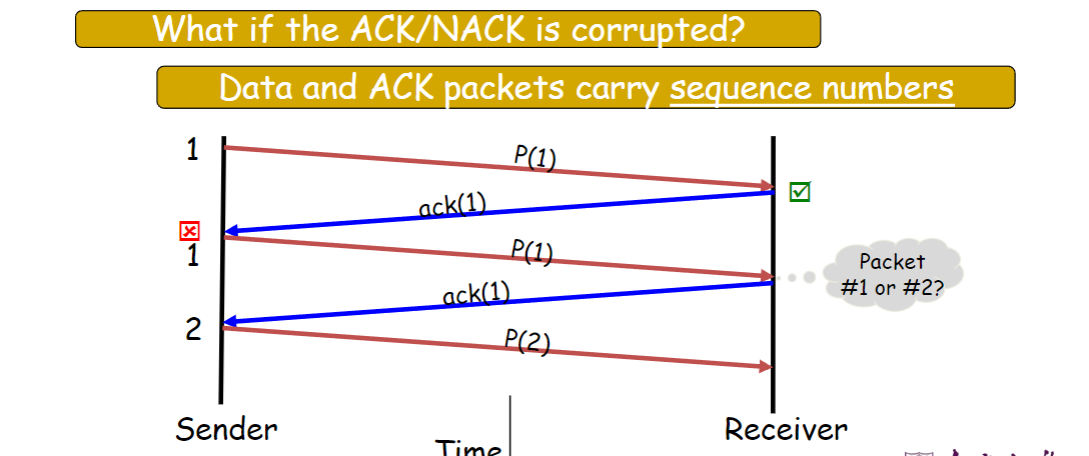 What if the ACK/NACK is corrupted?
Data and ACK packets carry sequence numbers
1
P(1)
ack(1)
1
P(1)
Packet
#1 or #2?
ack(1)
2
P(2)
Sender
Receiver
Time